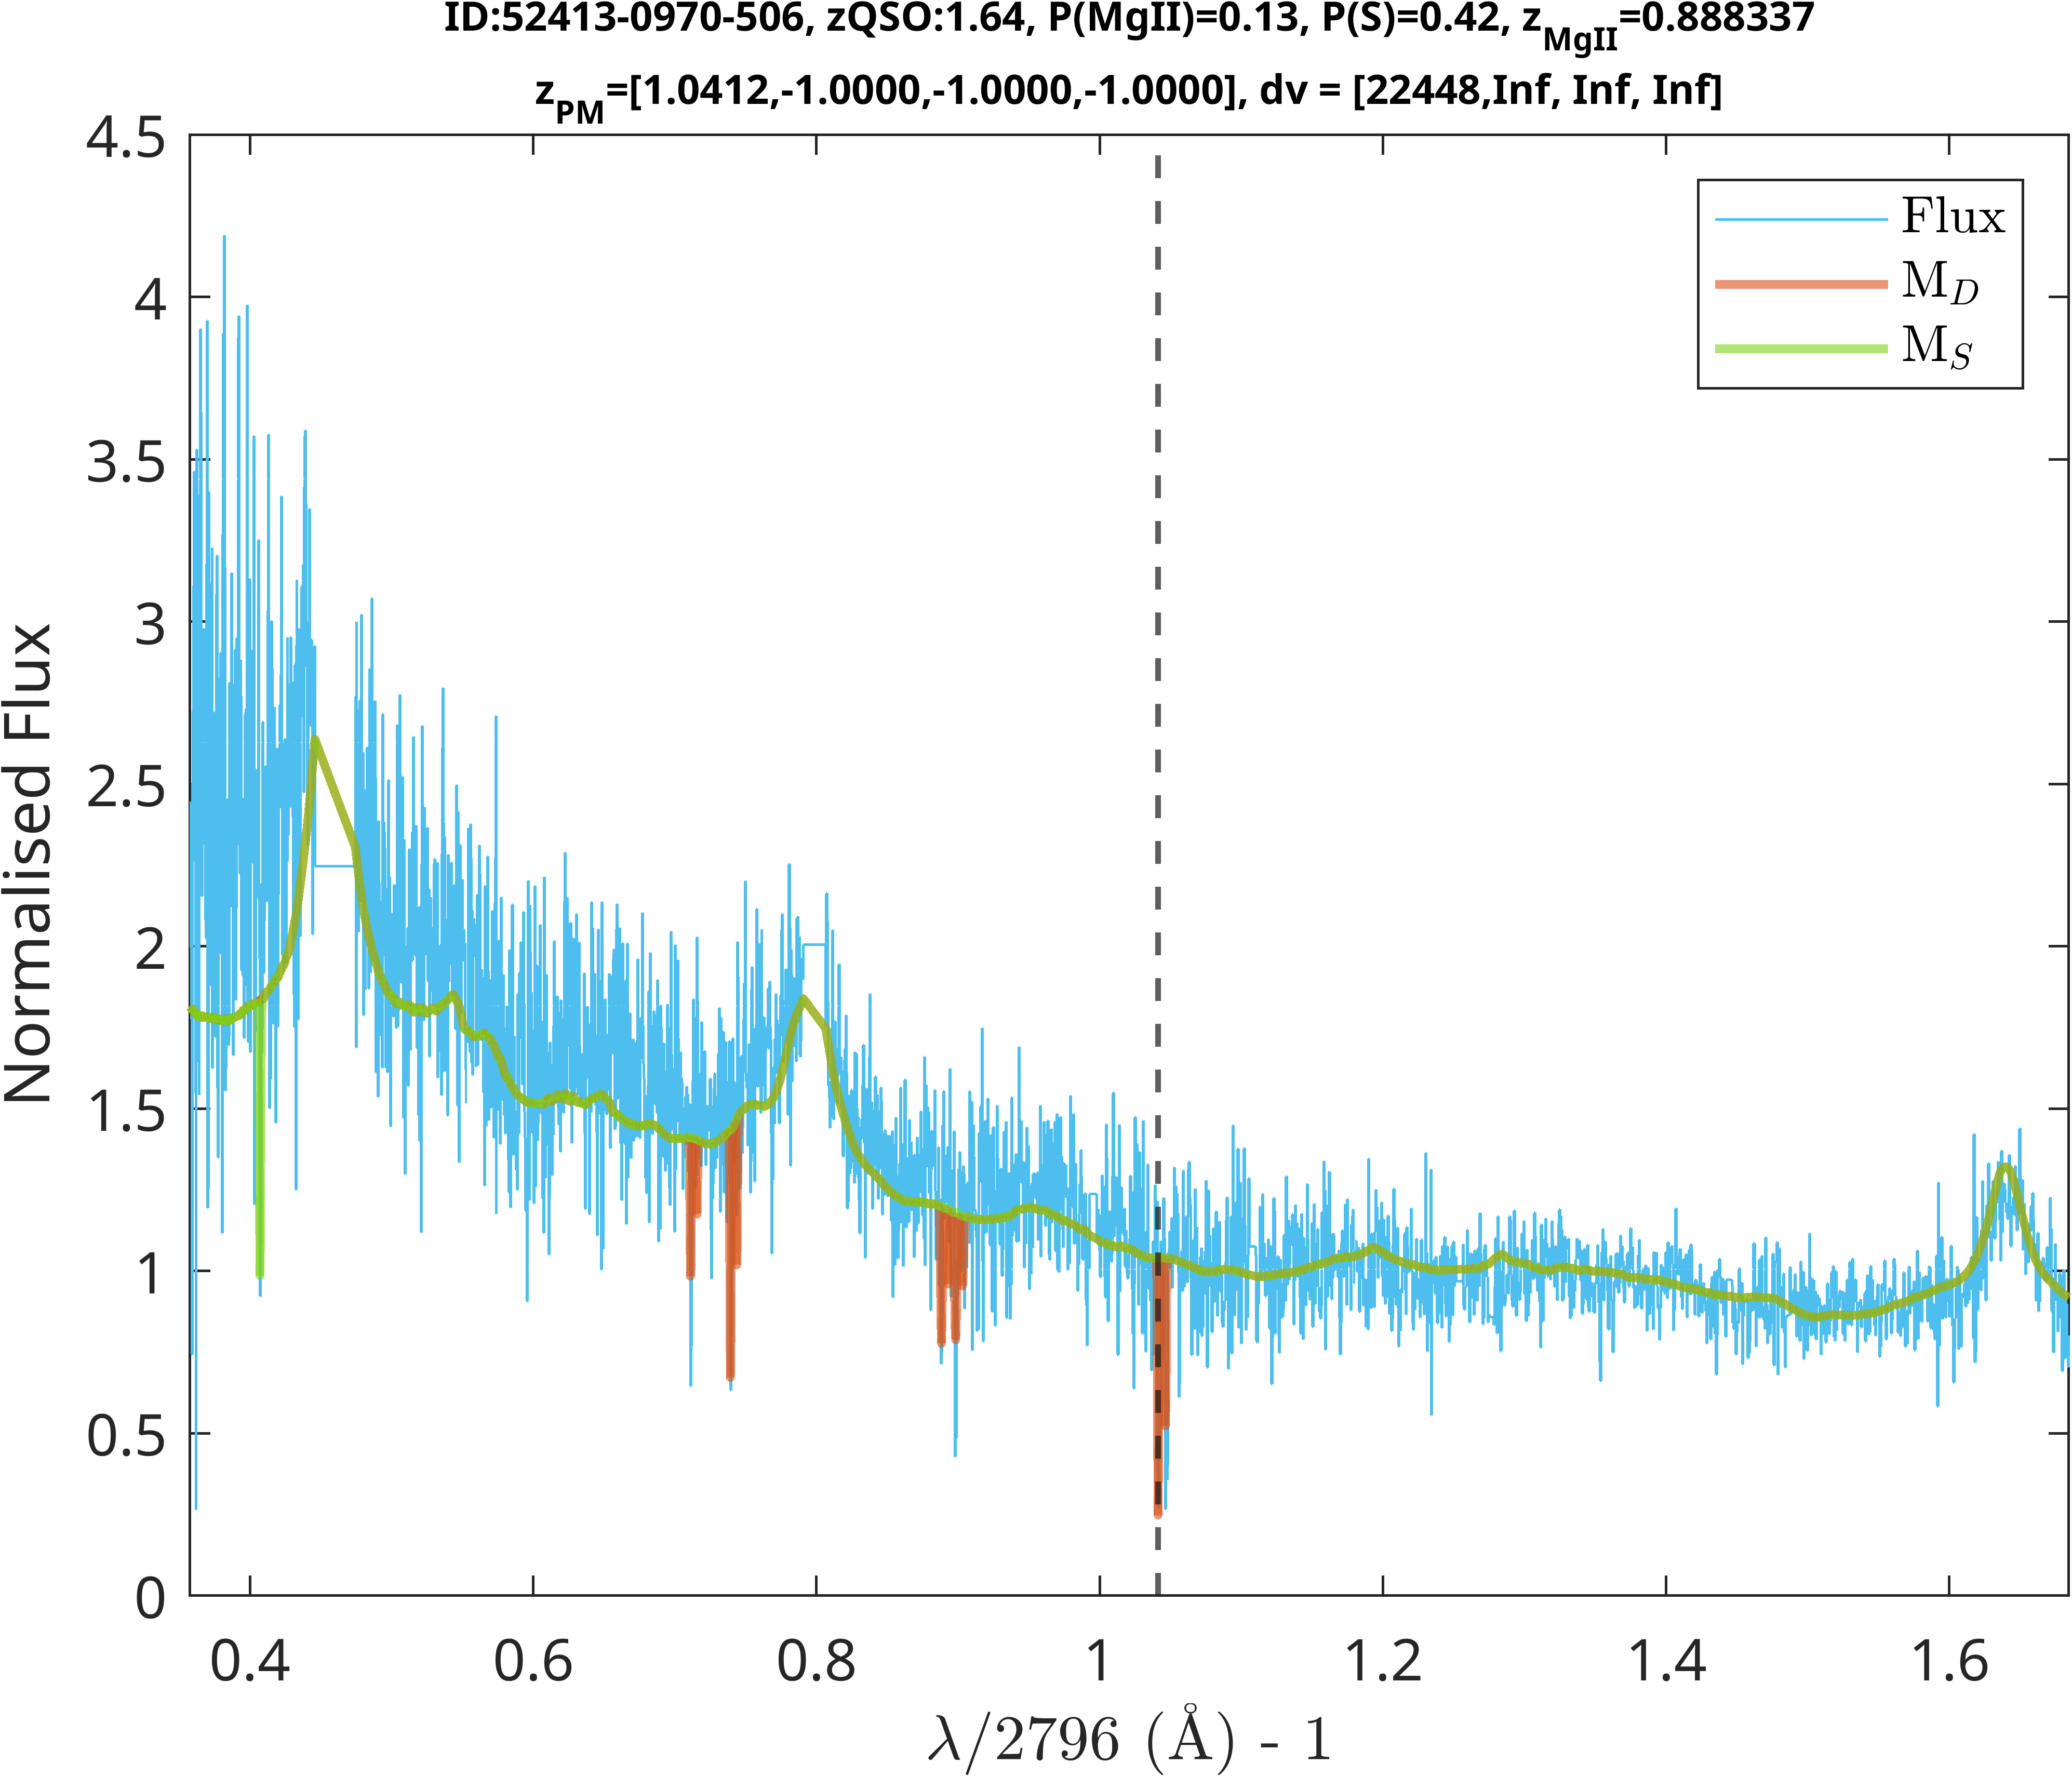 ID:52413-0970-506, zQSO:1.64, P(MgII)=0.13, P(S)=0.42, zMgII=0.888337
zPM=[1.0412,-1.0000,-1.0000,-1.0000], dv = [22448,Inf, Inf, Inf]
4.5
4
3.5
3
2.5
2
1.5
1
0.5
0
Normalised Flux
Flux
MD
MS
0.4 0.6 0.8 1 1.2 1.4 1.6
λ/2796 (Å) - 1